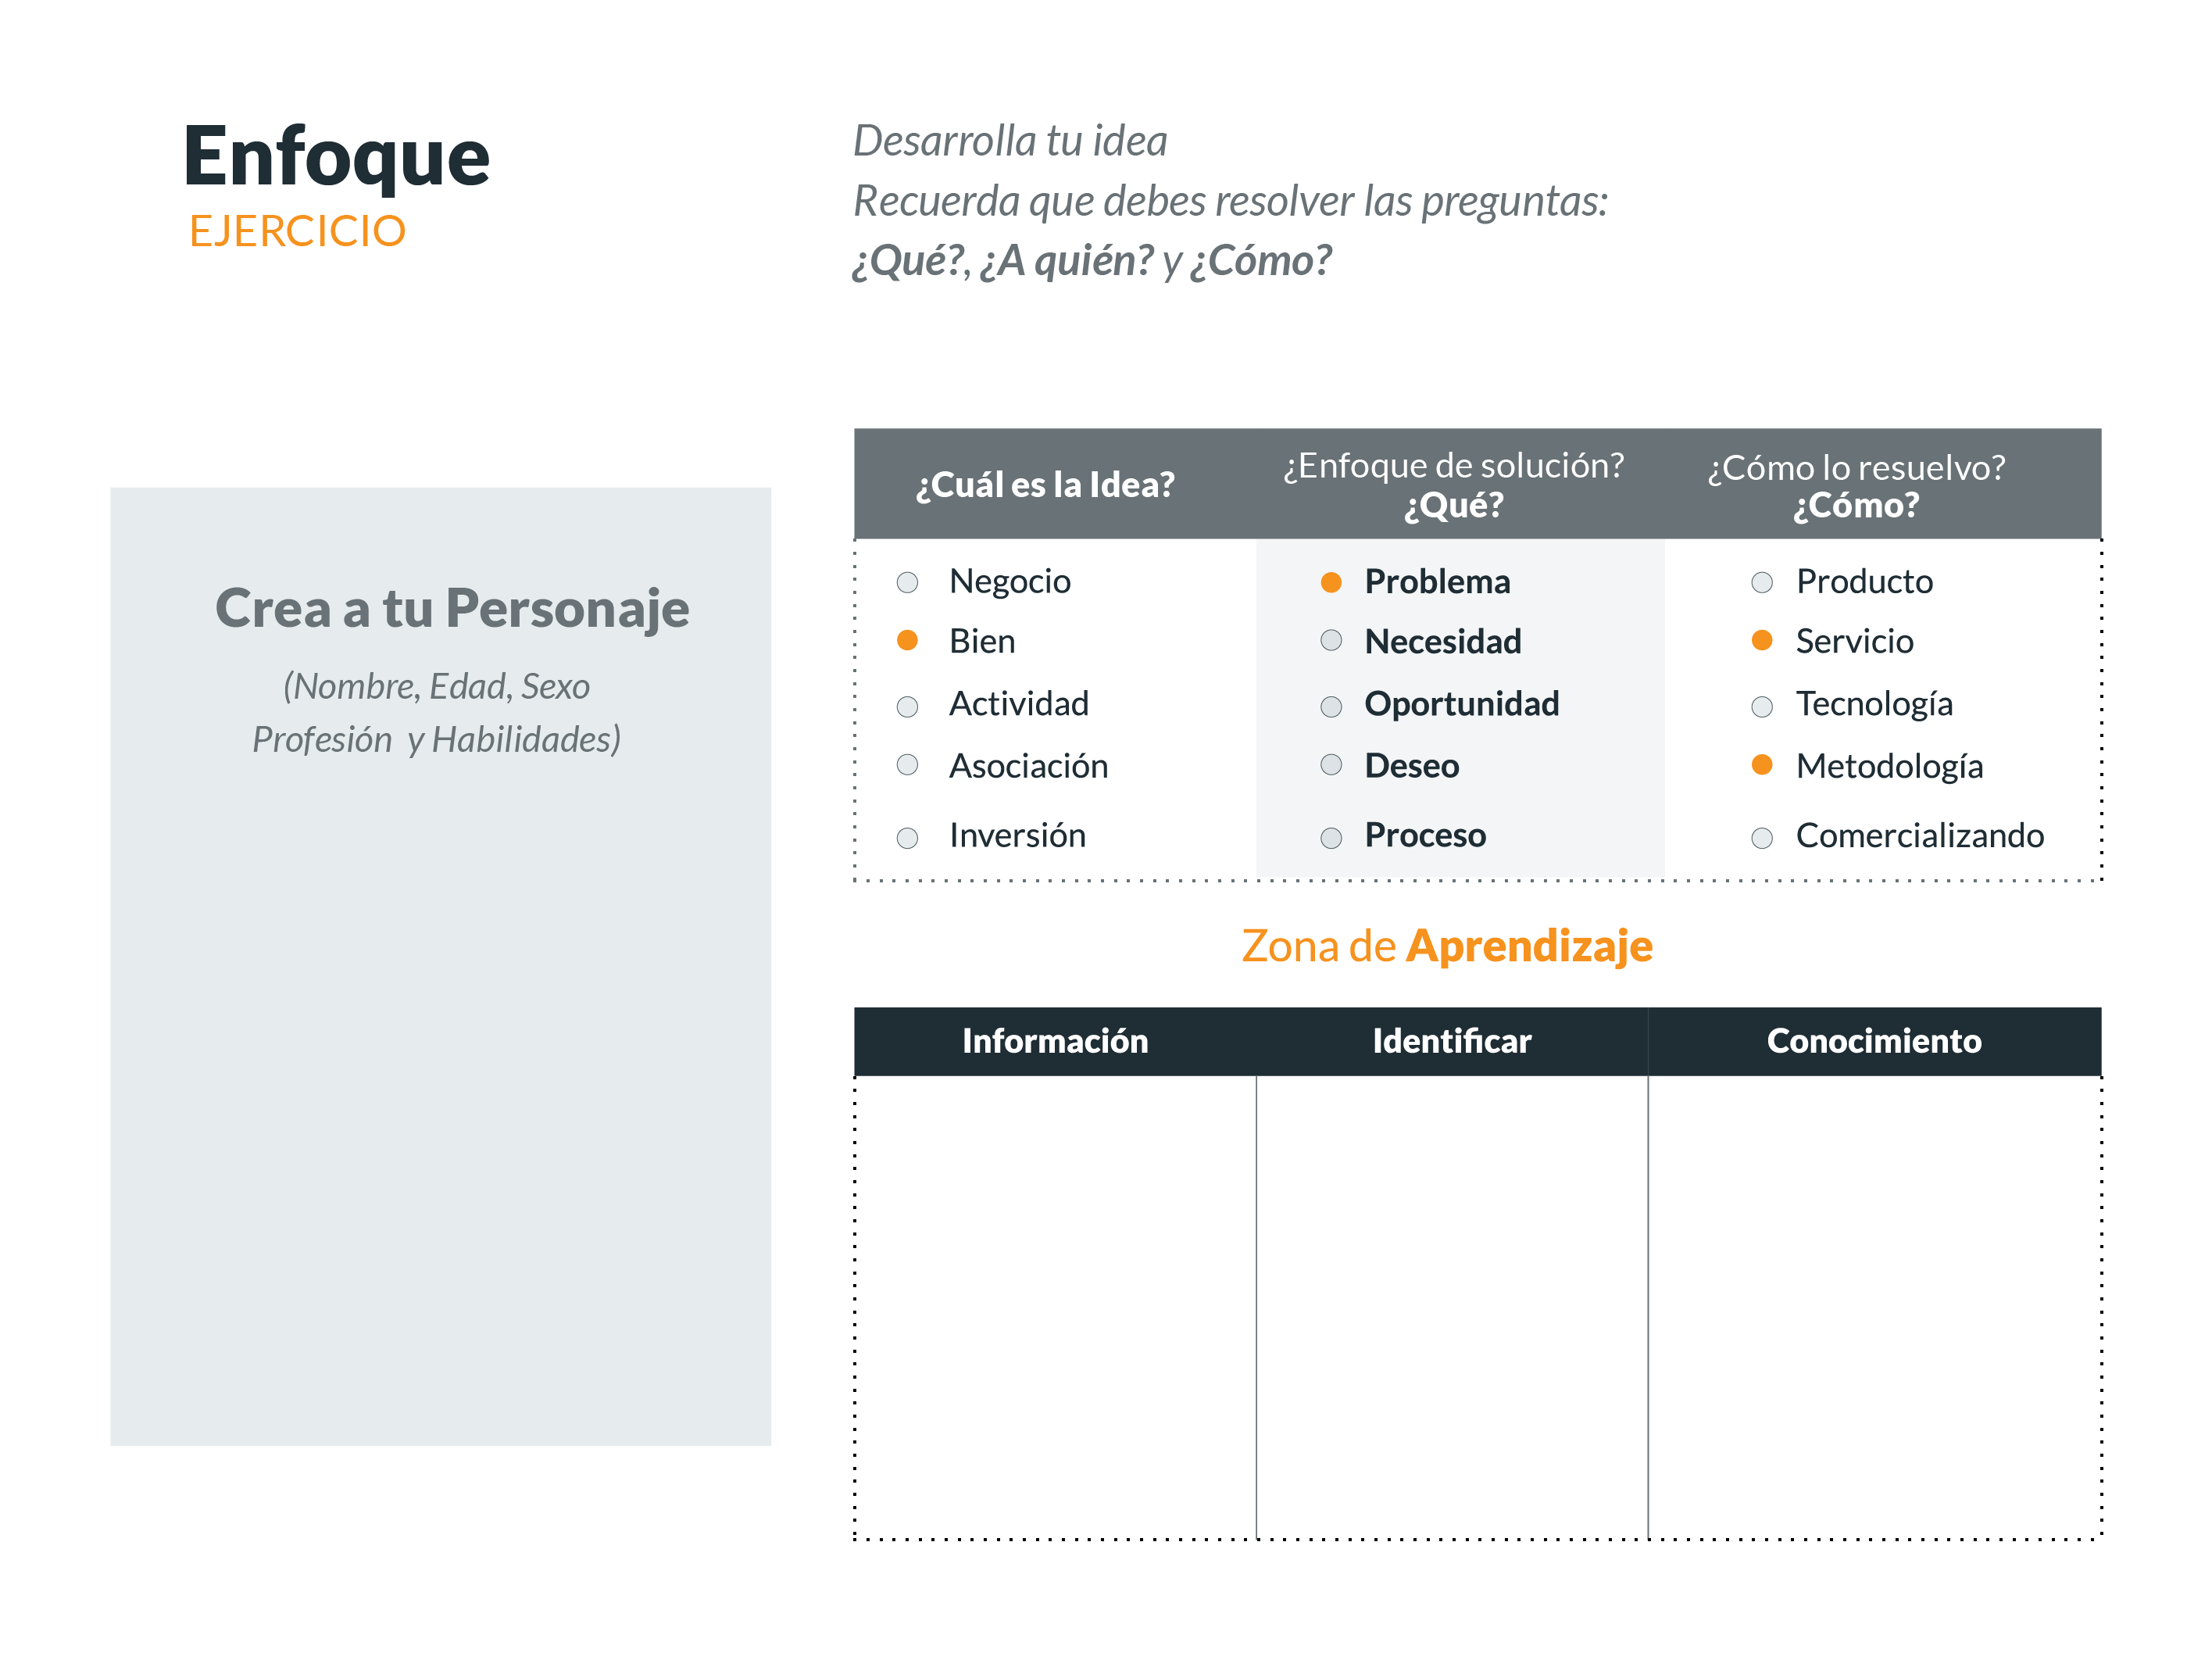 Enfoque
EJERCICIO
Desarrolla tu idea
Recuerda que debes resolver las preguntas:
¿Qué?, ¿A quién? y ¿Cómo?
Crea a tu Personaje
(Nombre, Edad, Sexo
Profesión y Habilidades)
¿Cuál es la Idea?
¿Enfoque de solución?
¿Qué?
¿Cómo lo resuelvo?
¿Cómo?
Negocio
Problema
Producto
Bien
Necesidad
Servicio
Actividad
Oportunidad
Tecnología
Asociación
Deseo
Metodología
Inversión
Proceso
Comercializando
Zona de Aprendizaje
Información
Identificar
Conocimiento